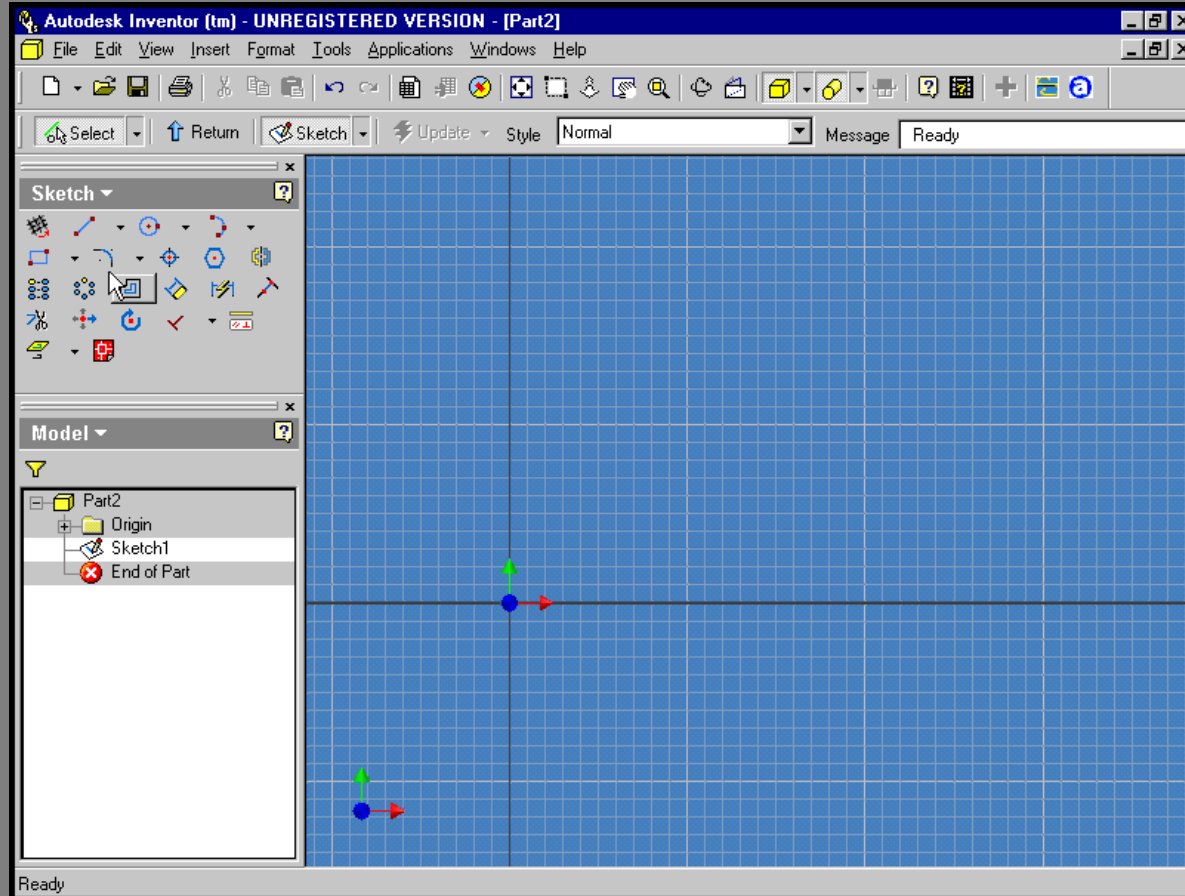 Autodesk Inventor (tm) - UNREGISTERED VERSION - [Part2]
File Edit View Insert Format Tools Applications Windows Help
Select Return Sketch Update Style Normal Message Ready
Sketch
Model
Part2
Origin
Sketch1
End of Part
Ready